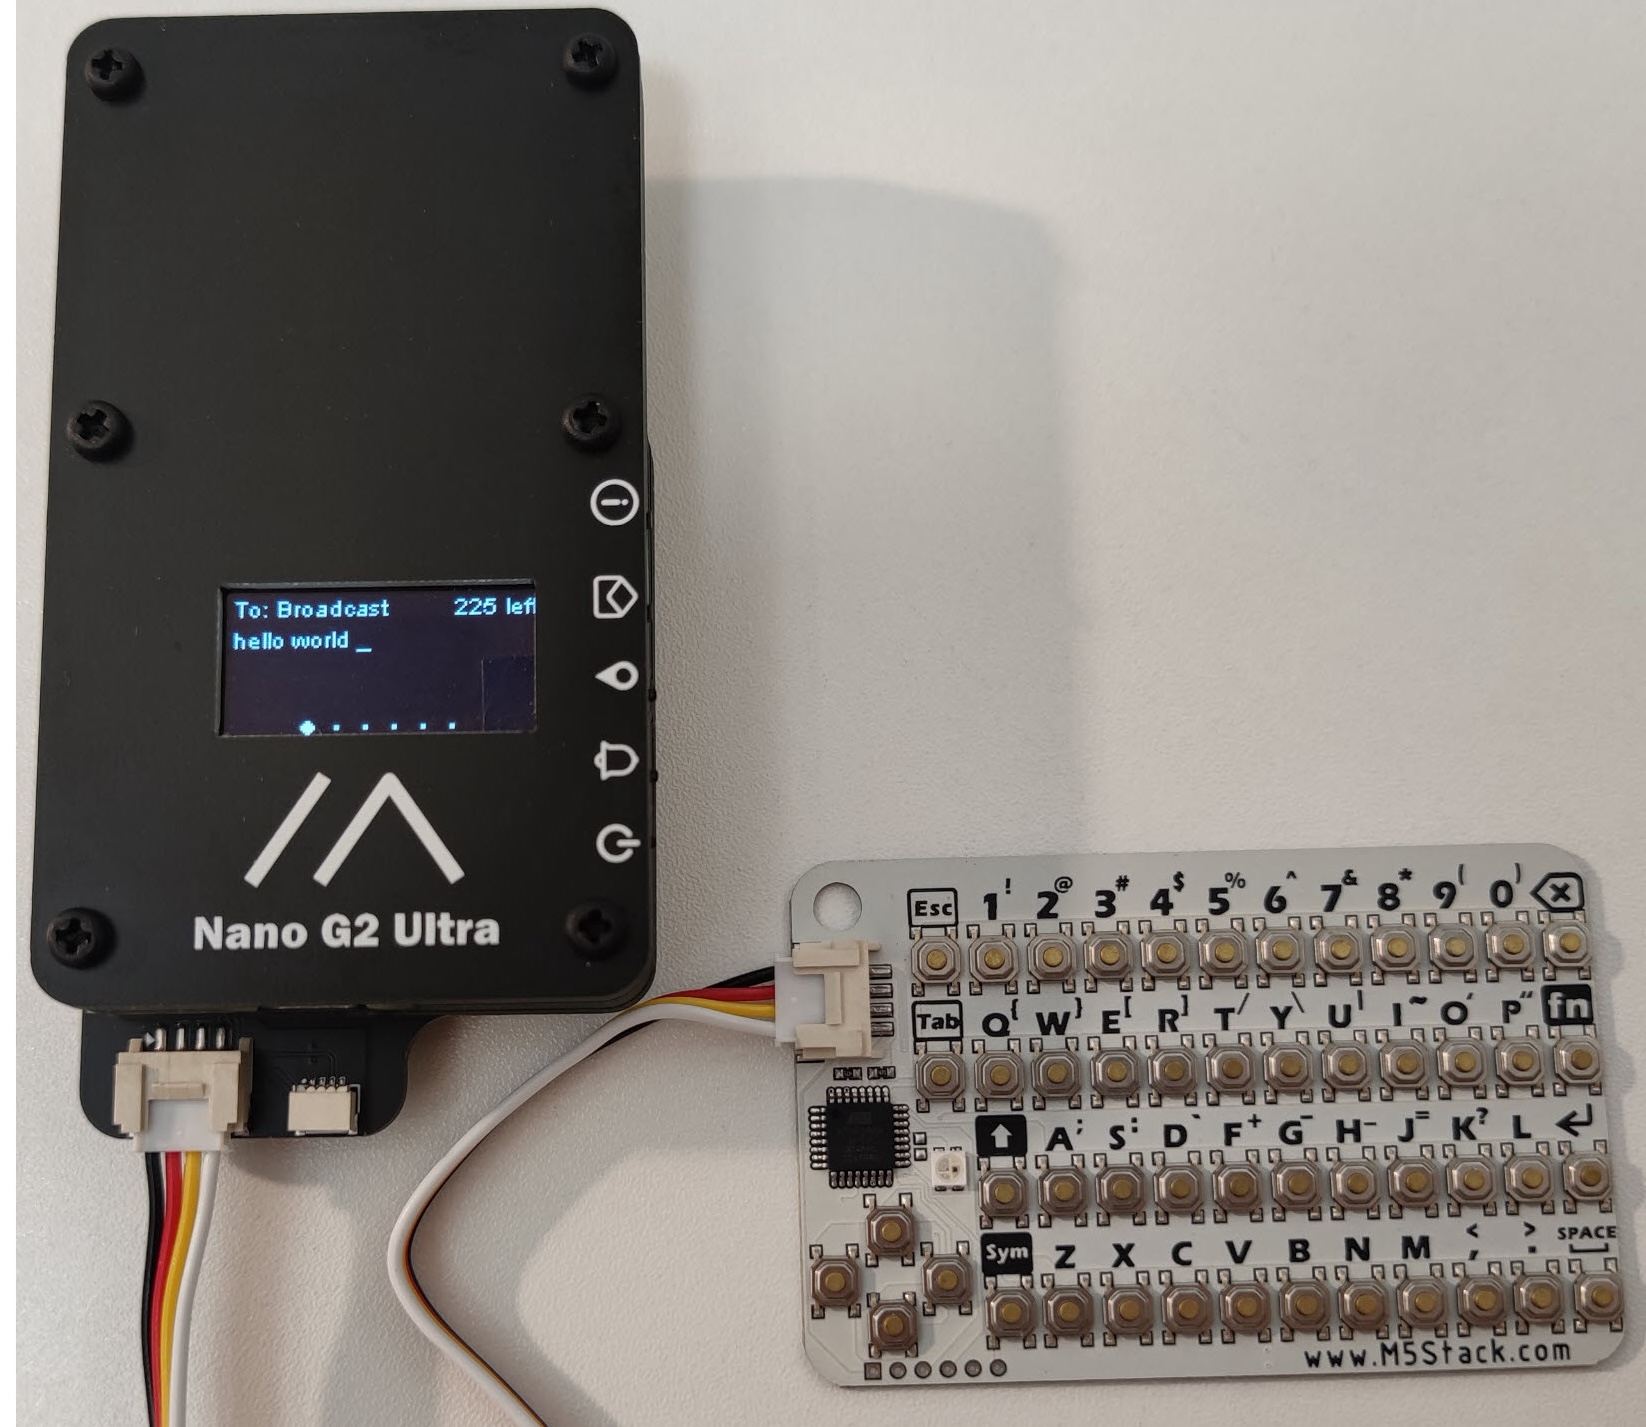 To: Broadcast 225 left
hello world _
Nano G2 Ultra
Esc 1 ! 2 @ 3 # 4 $ 5 % 6 ^ 7 & 8 * 9 ( 0 )
Tab Q { W } E [ R ] T / Y \ U | I ~ O ' P " fn
A ; S : D ` F + G - H – J = K ? L
Sym Z X C V B N M , < . > SPACE
www.M5Stack.com